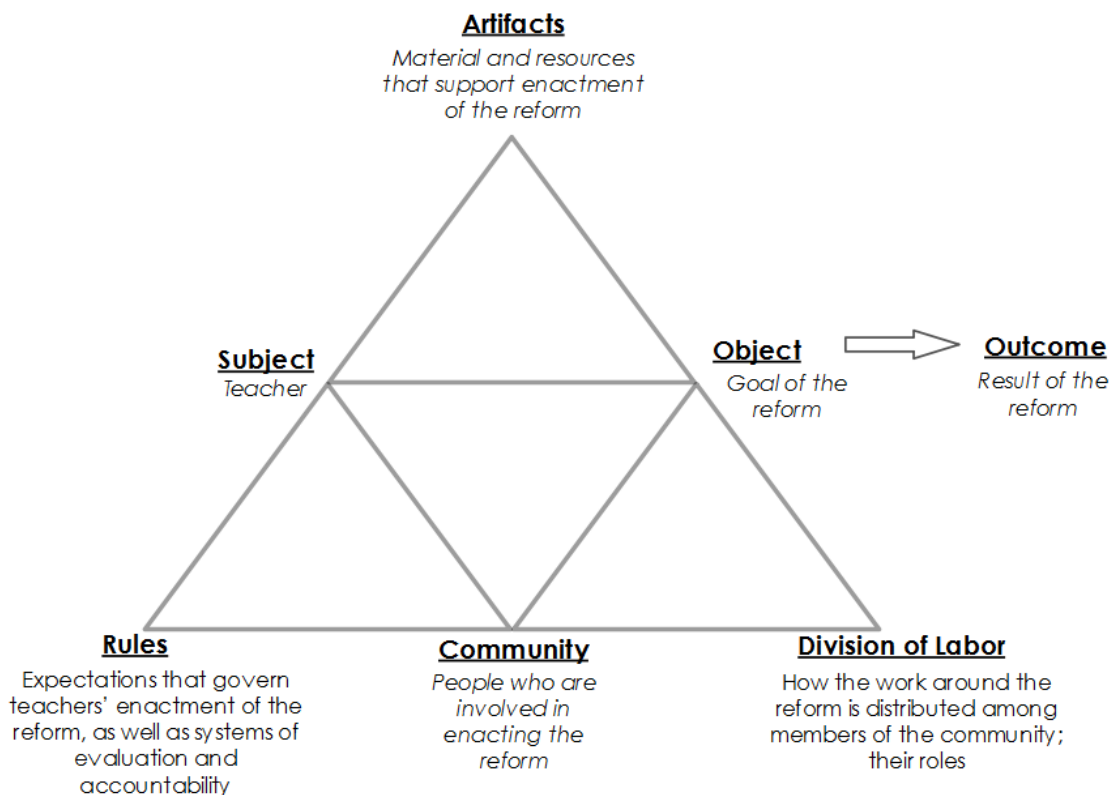 Artifacts
Material and resources
that support enactment
of the reform
Subject
Teacher
Object
Goal of the
reform
Outcome
Result of the
reform
Rules
Expectations that govern
teachers’ enactment of the
reform, as well as systems of
evaluation and
accountability
Community
People who are
involved in
enacting the
reform
Division of Labor
How the work around the
reform is distributed among
members of the community;
their roles